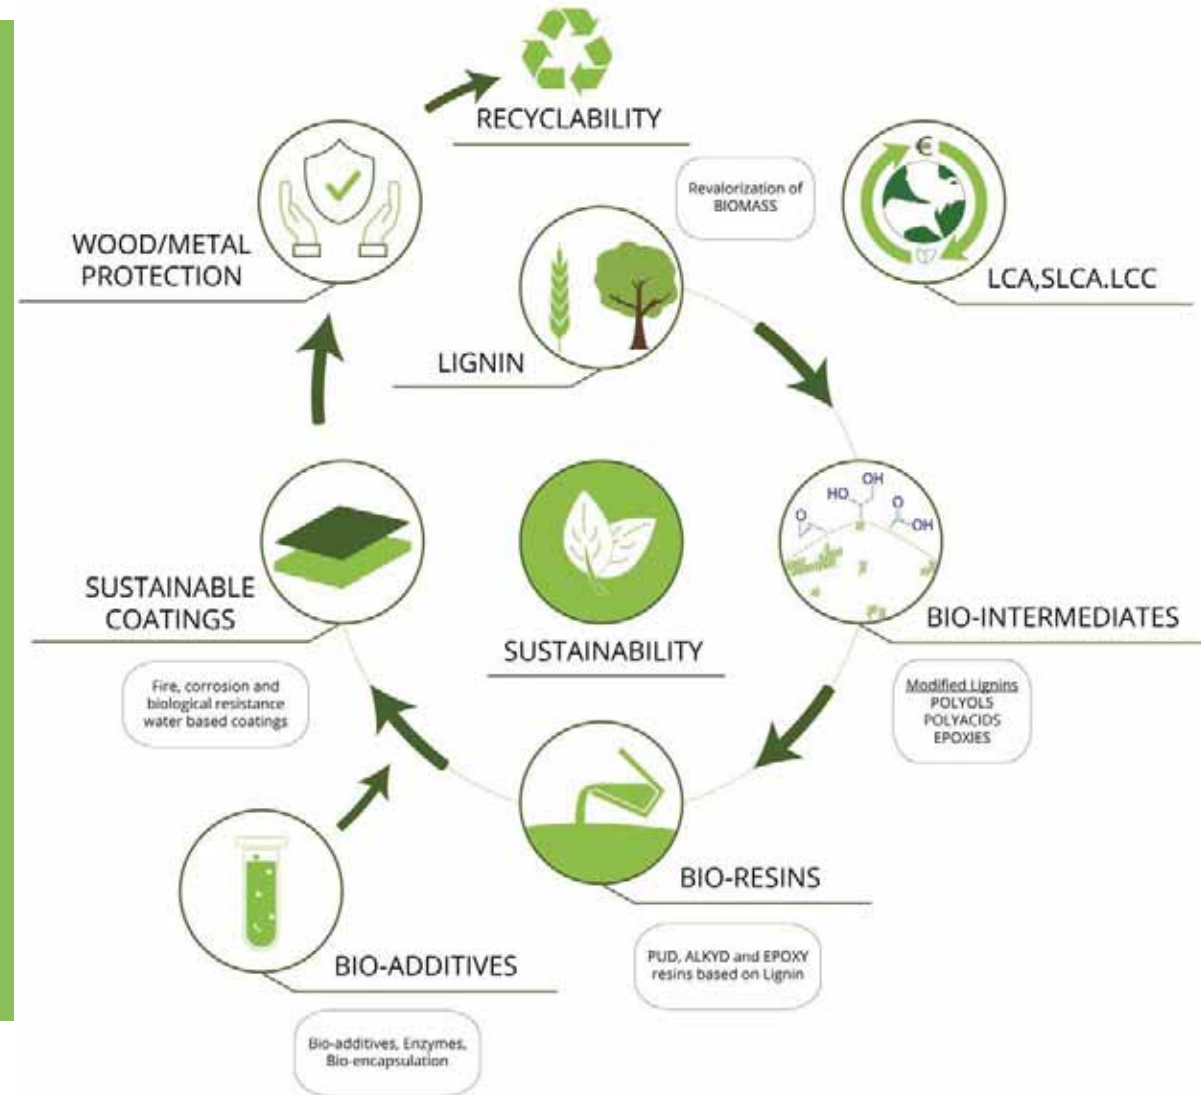 RECYCLABILITY
Revalorization of
BIOMASS
WOOD/METAL
PROTECTION
€
LCA,SLCA.LCC
LIGNIN
OH
HO
O
O
OH
SUSTAINABLE
COATINGS
Fire, corrosion and
biological resistance
water based coatings
SUSTAINABILITY
BIO-INTERMEDIATES
Modified Lignins
POLYOLS
POLYACIDS
EPOXIES
BIO-RESINS
PUD, ALKYD and EPOXY
resins based on Lignin
BIO-ADDITIVES
Bio-additives, Enzymes,
Bio-encapsulation